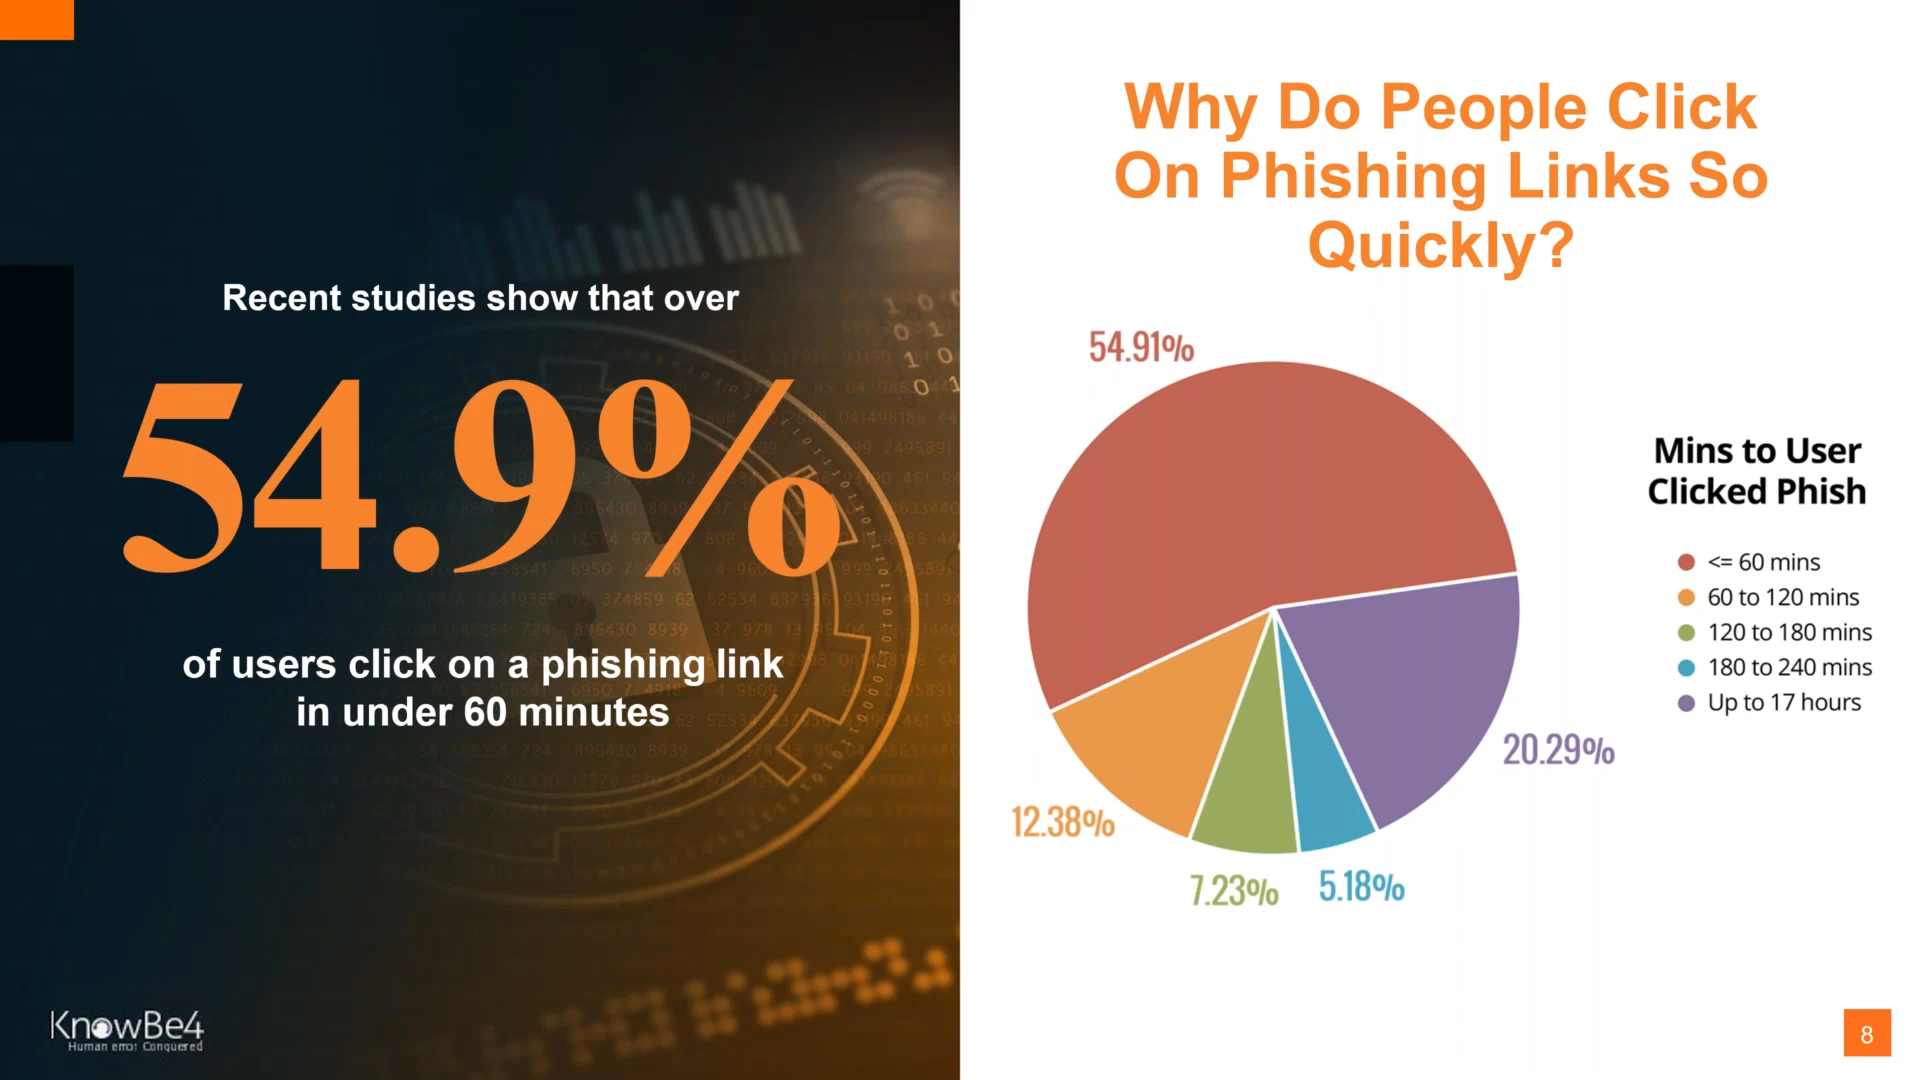 Recent studies show that over
54.9%
of users click on a phishing link
in under 60 minutes
KnowBe4
Human error Conquered
Why Do People Click
On Phishing Links So
Quickly?
54.91%
20.29%
12.38%
7.23%
5.18%
Mins to User
Clicked Phish
<= 60 mins
60 to 120 mins
120 to 180 mins
180 to 240 mins
Up to 17 hours
8